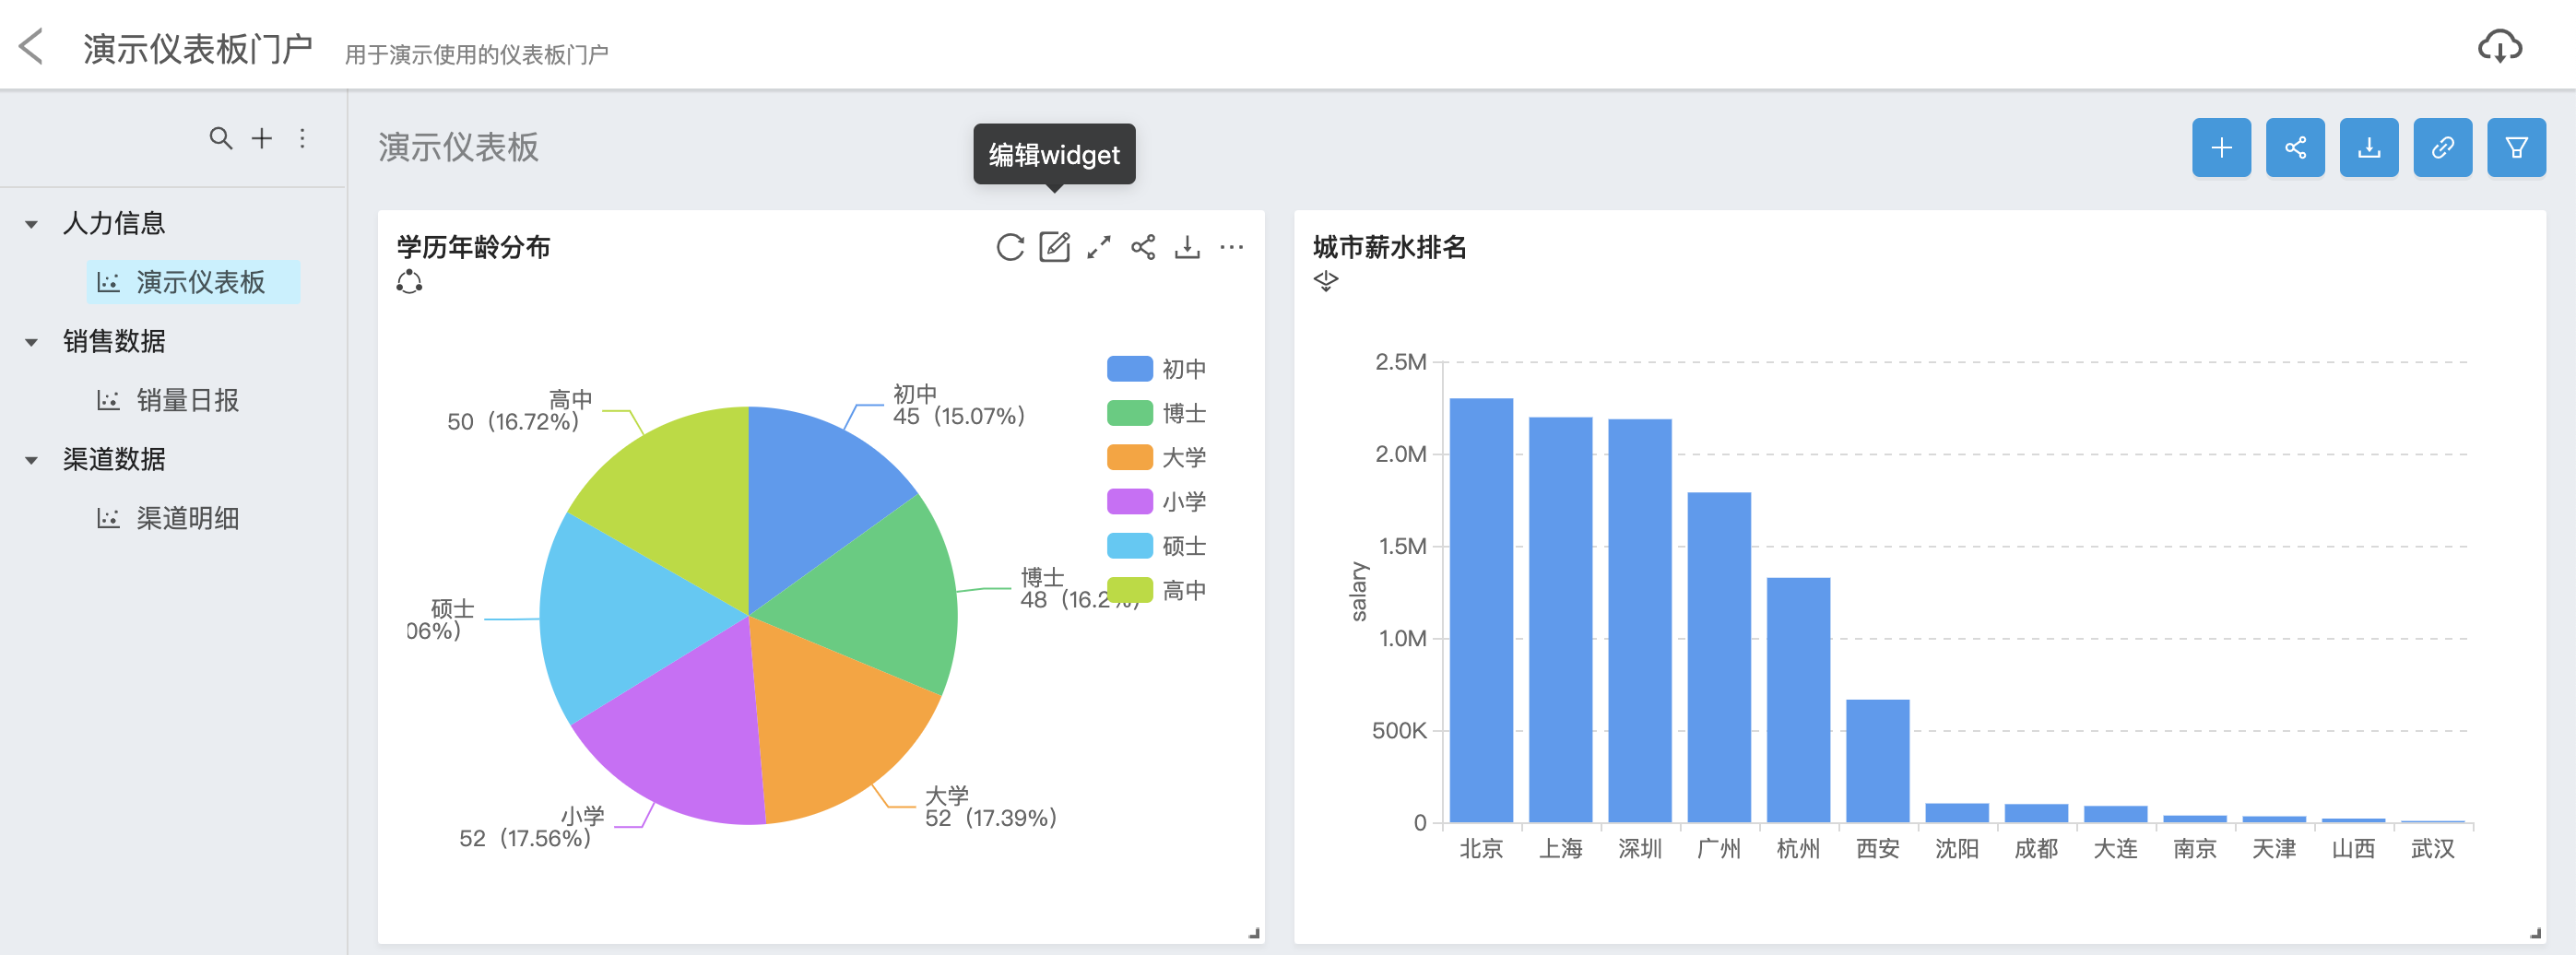 演示仪表板门户 用于演示使用的仪表板门户
人力信息
演示仪表板
销售数据
销量日报
渠道数据
渠道明细
演示仪表板
编辑widget
学历年龄分布
初中
45（15.07%）
高中
50（16.72%）
博士
硕士
06%）
小学
52（17.56%）
大学
52（17.39%）
初中
博士
大学
小学
硕士
高中
城市薪水排名
2.5M
2.0M
1.5M
1.0M
500K
0
salary
北京 上海 深圳 广州 杭州 西安 沈阳 成都 大连 南京 天津 山西 武汉